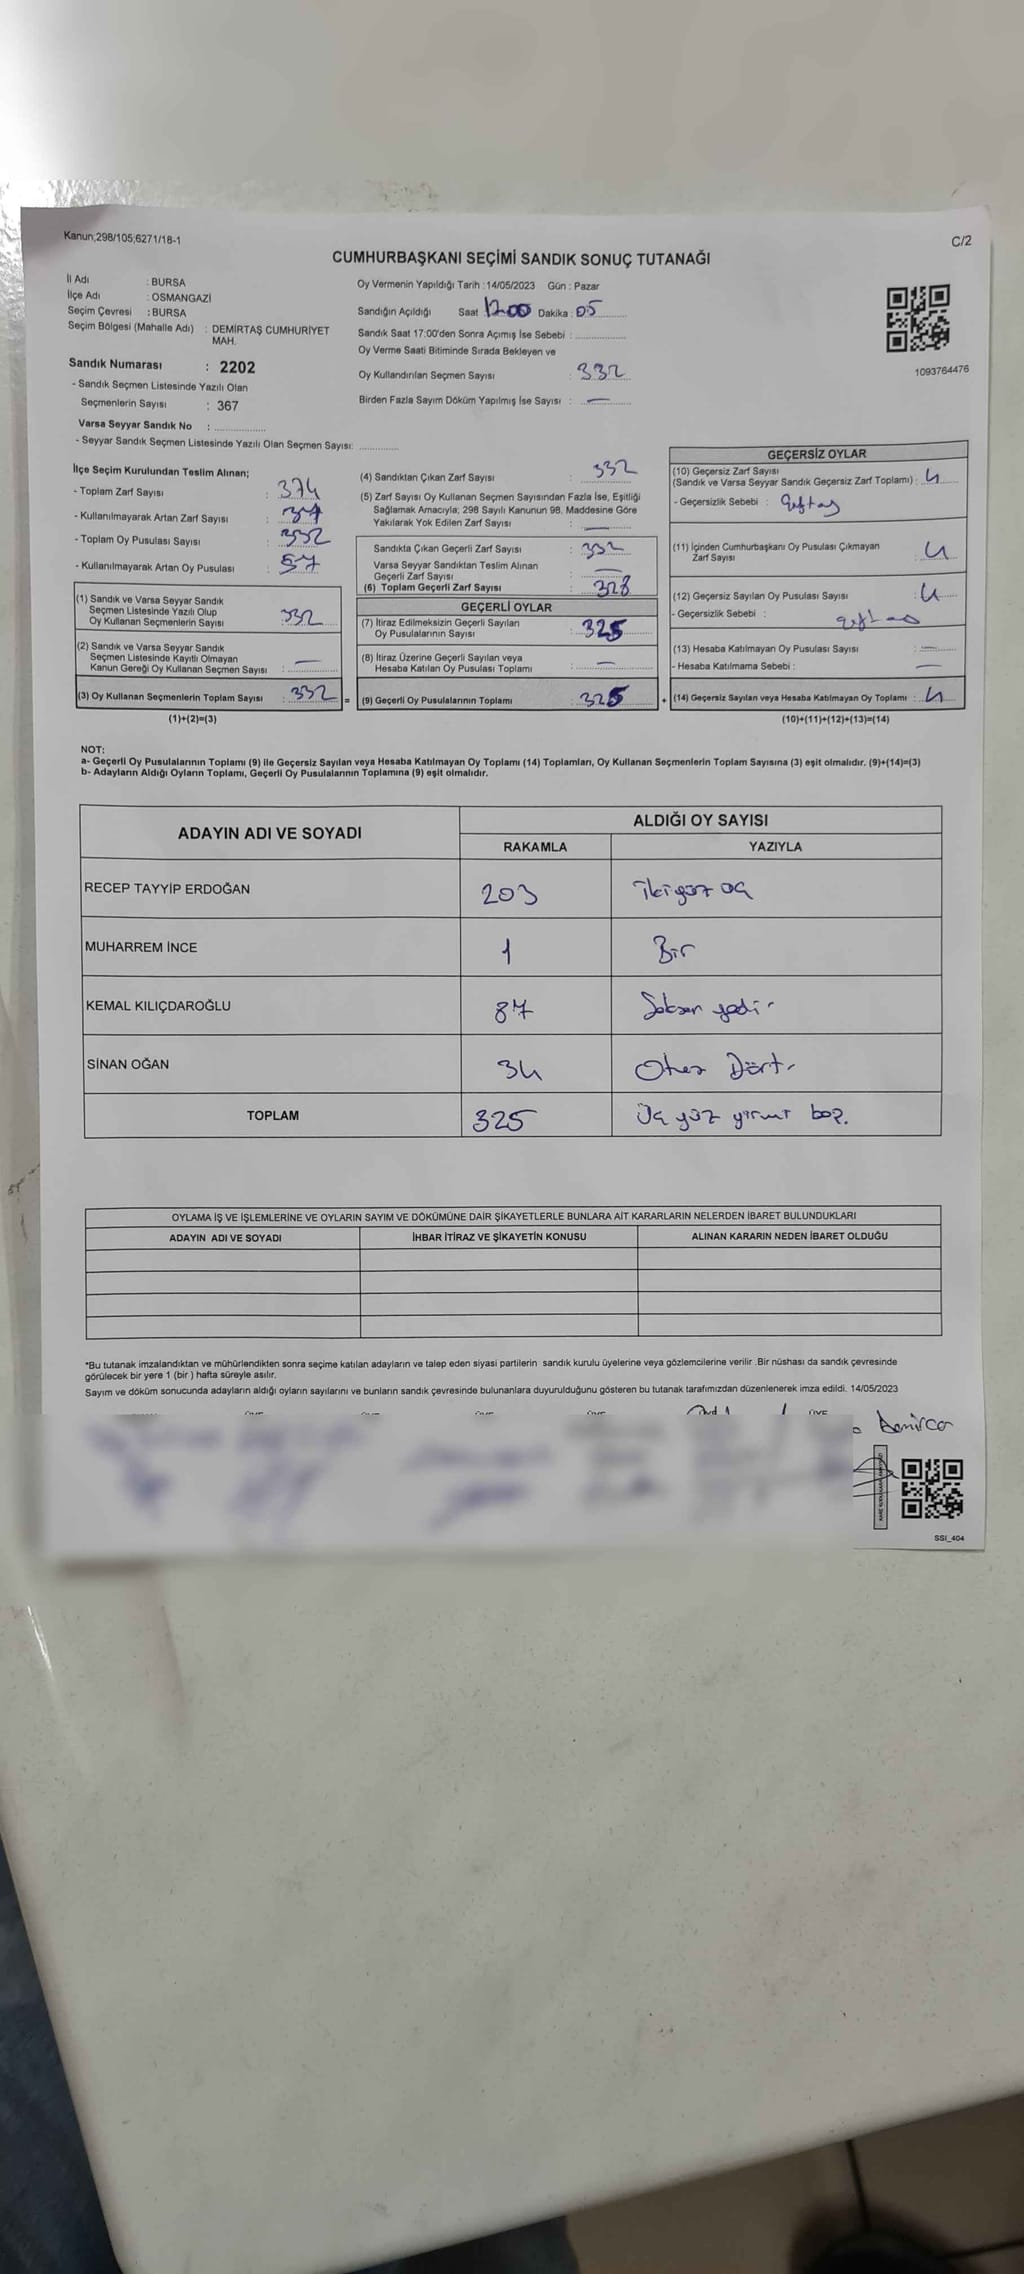 Kanun;298/105;6271/18-1
C/2
CUMHURBAŞKANI SEÇİMİ SANDIK SONUÇ TUTANAĞI
İl Adı : BURSA
İlçe Adı : OSMANGAZİ
Seçim Çevresi : BURSA
Seçim Bölgesi (Mahalle Adı) : DEMİRTAŞ CUMHURİYET
MAH.
Sandık Numarası : 2202
- Sandık Seçmen Listesinde Yazılı Olan
Seçmenlerin Sayısı : 367
Varsa Seyyar Sandık No :
- Seyyar Sandık Seçmen Listesinde Yazılı Olan Seçmen Sayısı:
Oy Vermenin Yapıldığı Tarih : 14/05/2023 Gün : Pazar
Sandığın Açıldığı Saat Dakika : 05
Sandık Saat 17:00'den Sonra Açımış İse Sebebi :
Oy Verme Saati Bitiminde Sırada Bekleyen ve
Oy Kullandırılan Seçmen Sayısı : 332
Birden Fazla Sayım Döküm Yapılmış İse Sayısı : —
1093764476
İlçe Seçim Kurulundan Teslim Alınan;
- Toplam Zarf Sayısı : 374
- Kullanılmayarak Artan Zarf Sayısı :
- Toplam Oy Pusulası Sayısı :
- Kullanılmayarak Artan Oy Pusulası :
(1) Sandık ve Varsa Seyyar Sandık
Seçmen Listesinde Yazılı Olup
Oy Kullanan Seçmenlerin Sayısı : 332
(2) Sandık ve Varsa Seyyar Sandık
Seçmen Listesinde Kayıtlı Olmayan
Kanun Gereği Oy Kullanan Seçmen Sayısı : —
(3) Oy Kullanan Seçmenlerin Toplam Sayısı : 332 =
(1)+(2)=(3)
(4) Sandıktan Çıkan Zarf Sayısı : 332
(5) Zarf Sayısı Oy Kullanan Seçmen Sayısından Fazla İse, Eşitliği
Sağlamak Amacıyla; 298 Sayılı Kanunun 98. Maddesine Göre
Yakılarak Yok Edilen Zarf Sayısı : —
Sandıkta Çıkan Geçerli Zarf Sayısı : 332
Varsa Seyyar Sandıktan Teslim Alınan
Geçerli Zarf Sayısı : —
(6) Toplam Geçerli Zarf Sayısı : 328
GEÇERLİ OYLAR
(7) İtiraz Edilmeksizin Geçerli Sayılan
Oy Pusulalarının Sayısı : 325
(8) İtiraz Üzerine Geçerli Sayılan veya
Hesaba Katılan Oy Pusulası Toplamı : —
(9) Geçerli Oy Pusulalarının Toplamı : 325 +
GEÇERSİZ OYLAR
(10) Geçersiz Zarf Sayısı
(Sandık ve Varsa Seyyar Sandık Geçersiz Zarf Toplamı) : 4
- Geçersizlik Sebebi :
(11) İçinden Cumhurbaşkanı Oy Pusulası Çıkmayan
Zarf Sayısı : 4
(12) Geçersiz Sayılan Oy Pusulası Sayısı : 4
- Geçersizlik Sebebi :
(13) Hesaba Katılmayan Oy Pusulası Sayısı : —
- Hesaba Katılmama Sebebi : —
(14) Geçersiz Sayılan veya Hesaba Katılmayan Oy Toplamı : 4
(10)+(11)+(12)+(13)=(14)
NOT:
a- Geçerli Oy Pusulalarının Toplamı (9) ile Geçersiz Sayılan veya Hesaba Katılmayan Oy Toplamı (14) Toplamları, Oy Kullanan Seçmenlerin Toplam Sayısına (3) eşit olmalıdır. (9)+(14)=(3)
b- Adayların Aldığı Oyların Toplamı, Geçerli Oy Pusulalarının Toplamına (9) eşit olmalıdır.
ADAYIN ADI VE SOYADI
ALDIĞI OY SAYISI
RAKAMLA YAZIYLA
RECEP TAYYİP ERDOĞAN 203 ikiyüz üç
MUHARREM İNCE 1 Bir
KEMAL KILIÇDAROĞLU 87 Seksen yedi
SİNAN OĞAN 34 Otuz Dört
TOPLAM 325 Üç yüz yirmi beş.
OYLAMA İŞ VE İŞLEMLERİNE VE OYLARIN SAYIM VE DÖKÜMÜNE DAİR ŞİKAYETLERLE BUNLARA AİT KARARLARIN NELERDEN İBARET BULUNDUKLARI
ADAYIN ADI VE SOYADI İHBAR İTİRAZ VE ŞİKAYETİN KONUSU ALINAN KARARIN NEDEN İBARET OLDUĞU
*Bu tutanak imzalandıktan ve mühürlendikten sonra seçime katılan adayların ve talep eden siyasi partilerin sandık kurulu üyelerine veya gözlemcilerine verilir .Bir nüshası da sandık çevresinde
görülecek bir yere 1 (bir ) hafta süreyle asılır.
Sayım ve döküm sonucunda adayların aldığı oyların sayılarını ve bunların sandık çevresinde bulunanlara duyurulduğunu gösteren bu tutanak tarafımızdan düzenlenerek imza edildi. 14/05/2023
SSI_404